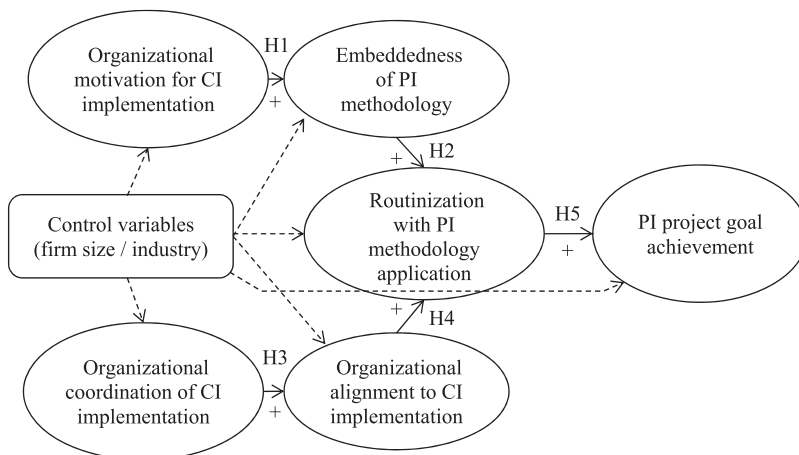 Organizational
motivation for CI
implementation
H1
+
Embeddedness
of PI
methodology
+
H2
Control variables
(firm size / industry)
Routinization
with PI
methodology
application
H5
+
PI project goal
achievement
+
H4
Organizational
coordination of CI
implementation
H3
+
Organizational
alignment to CI
implementation